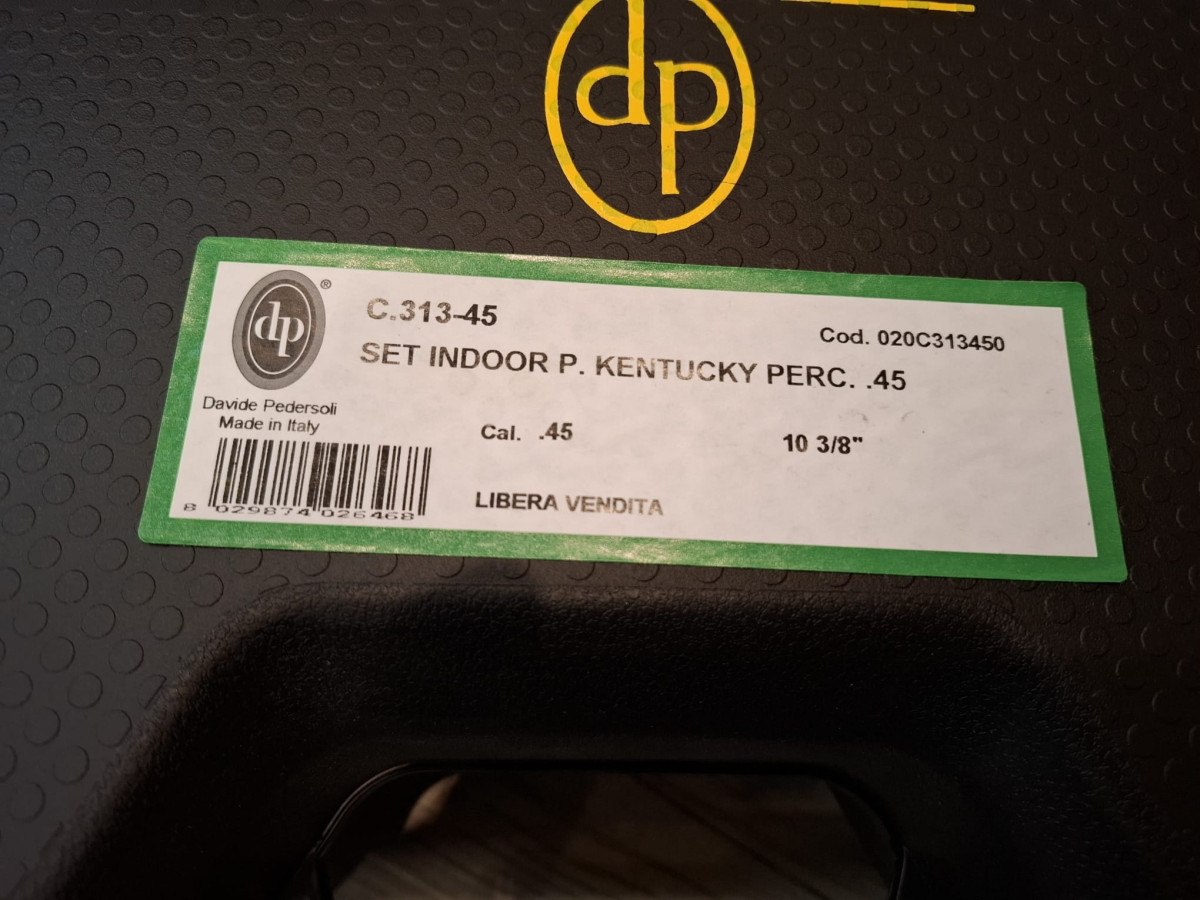 dp
dp ®
C.313-45
Cod. 020C313450
SET INDOOR P. KENTUCKY PERC. .45
Davide Pedersoli
Made in Italy
Cal. .45
10 3/8"
8 029874 026468
LIBERA VENDITA